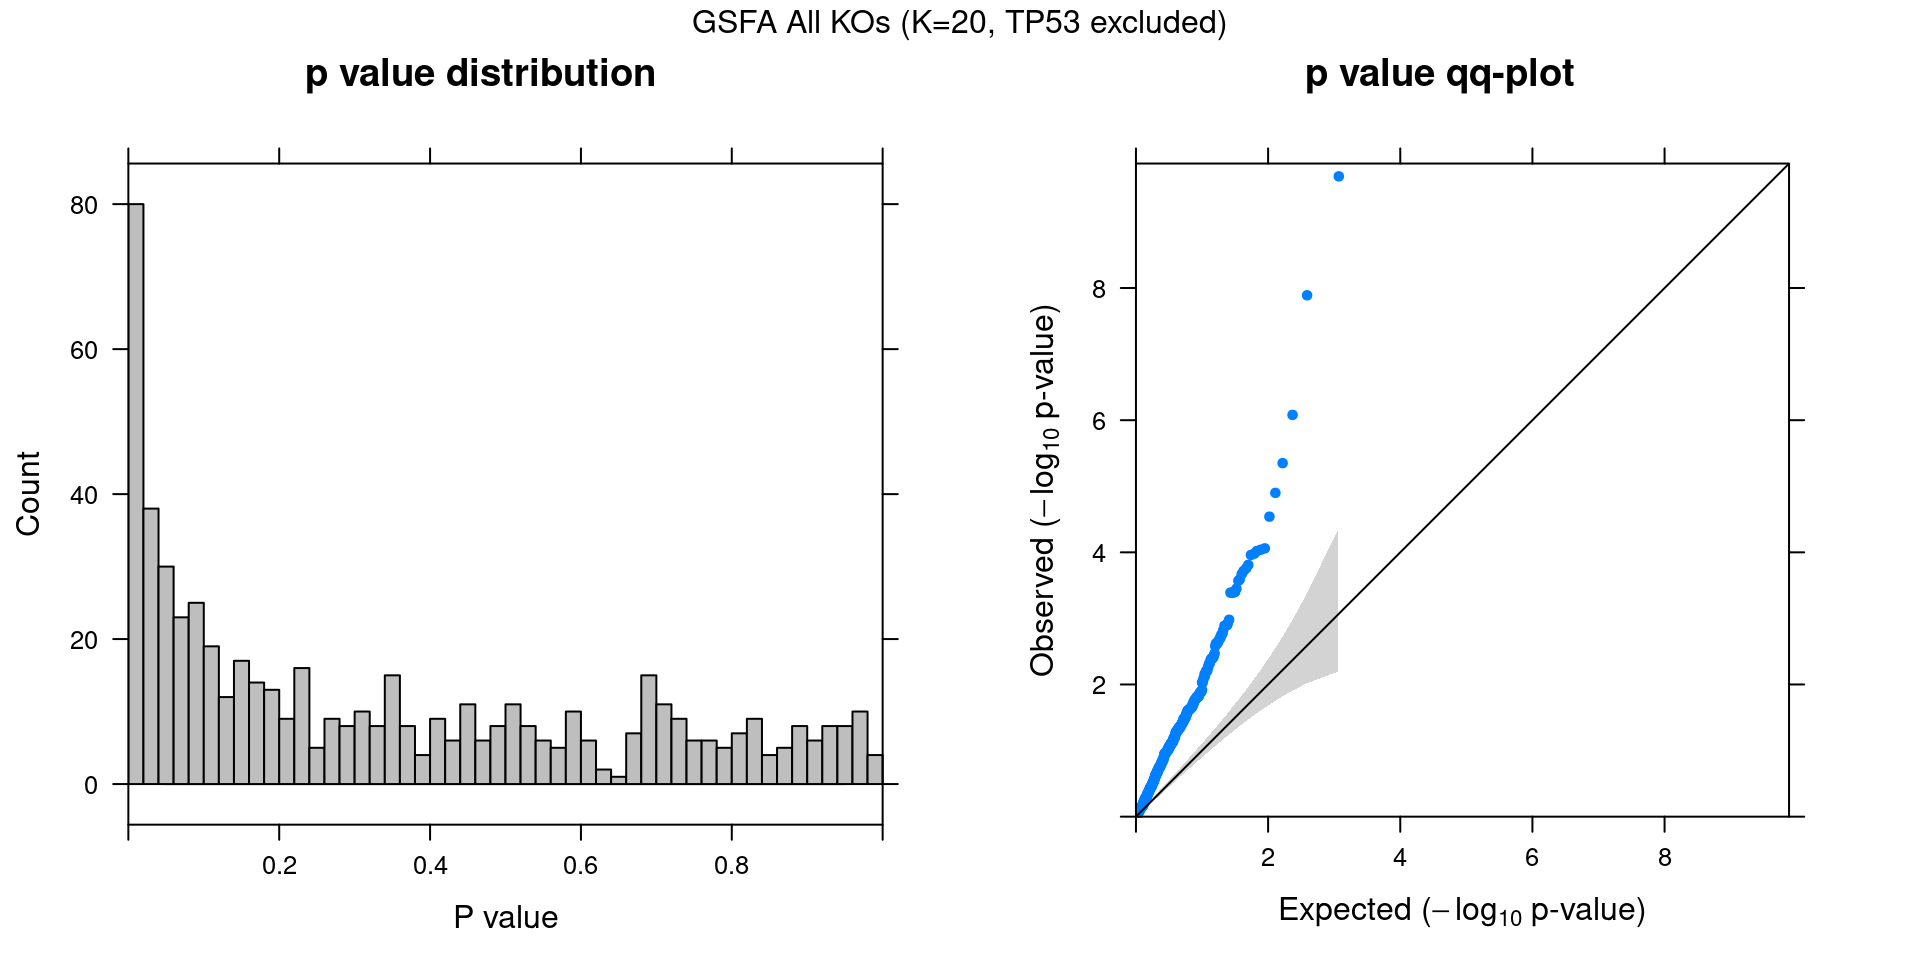 GSFA All KOs (K=20, TP53 excluded)
p value distribution
Count
80
60
40
20
0
0.2 0.4 0.6 0.8
P value
p value qq-plot
Observed (−log10 p-value)
8
6
4
2
2 4 6 8
Expected (−log10 p-value)